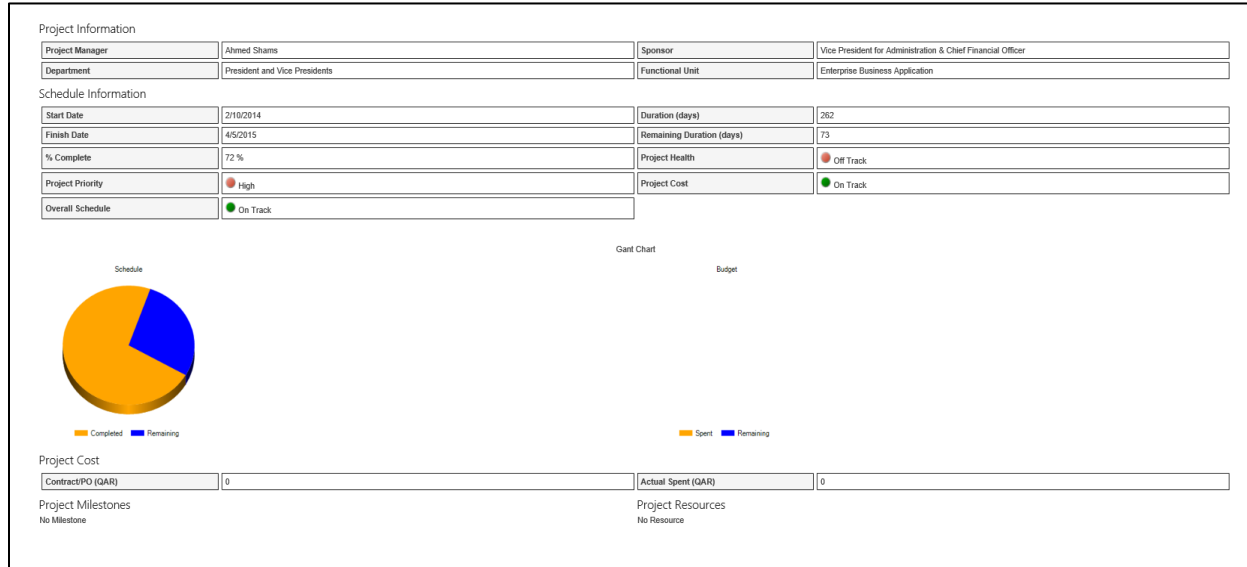 Project Information
Project Manager Ahmed Shams Sponsor Vice President for Administration & Chief Financial Officer
Department President and Vice Presidents Functional Unit Enterprise Business Application
Schedule Information
Start Date 2/10/2014 Duration (days) 262
Finish Date 4/5/2015 Remaining Duration (days) 73
% Complete 72 % Project Health Off Track
Project Priority High Project Cost On Track
Overall Schedule On Track
Gant Chart
Schedule Budget
Completed Remaining Spent Remaining
Project Cost
Contract/PO (QAR) 0 Actual Spent (QAR) 0
Project Milestones Project Resources
No Milestone No Resource